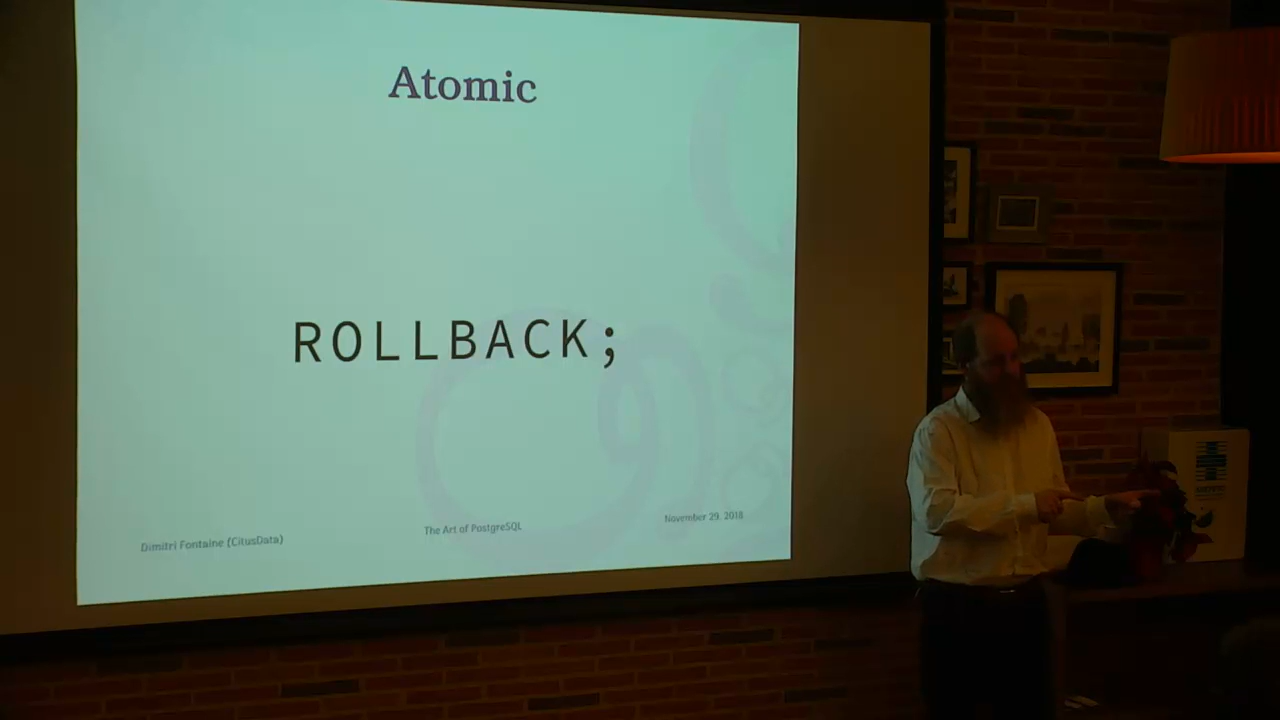 Atomic
ROLLBACK;
Dimitri Fontaine (CitusData)
The Art of PostgreSQL
November 29, 2018